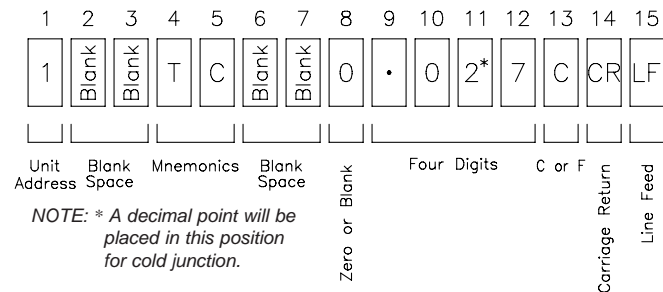 1 2 3 4 5 6 7 8 9 10 11 12 13 14 15
1 Blank Blank T C Blank Blank 0 • 0 2* 7 C CR LF
Unit Address
Blank Space
Mnemonics
Blank Space
Zero or Blank
Four Digits
C or F
Carriage Return
Line Feed
NOTE: * A decimal point will be
placed in this position
for cold junction.